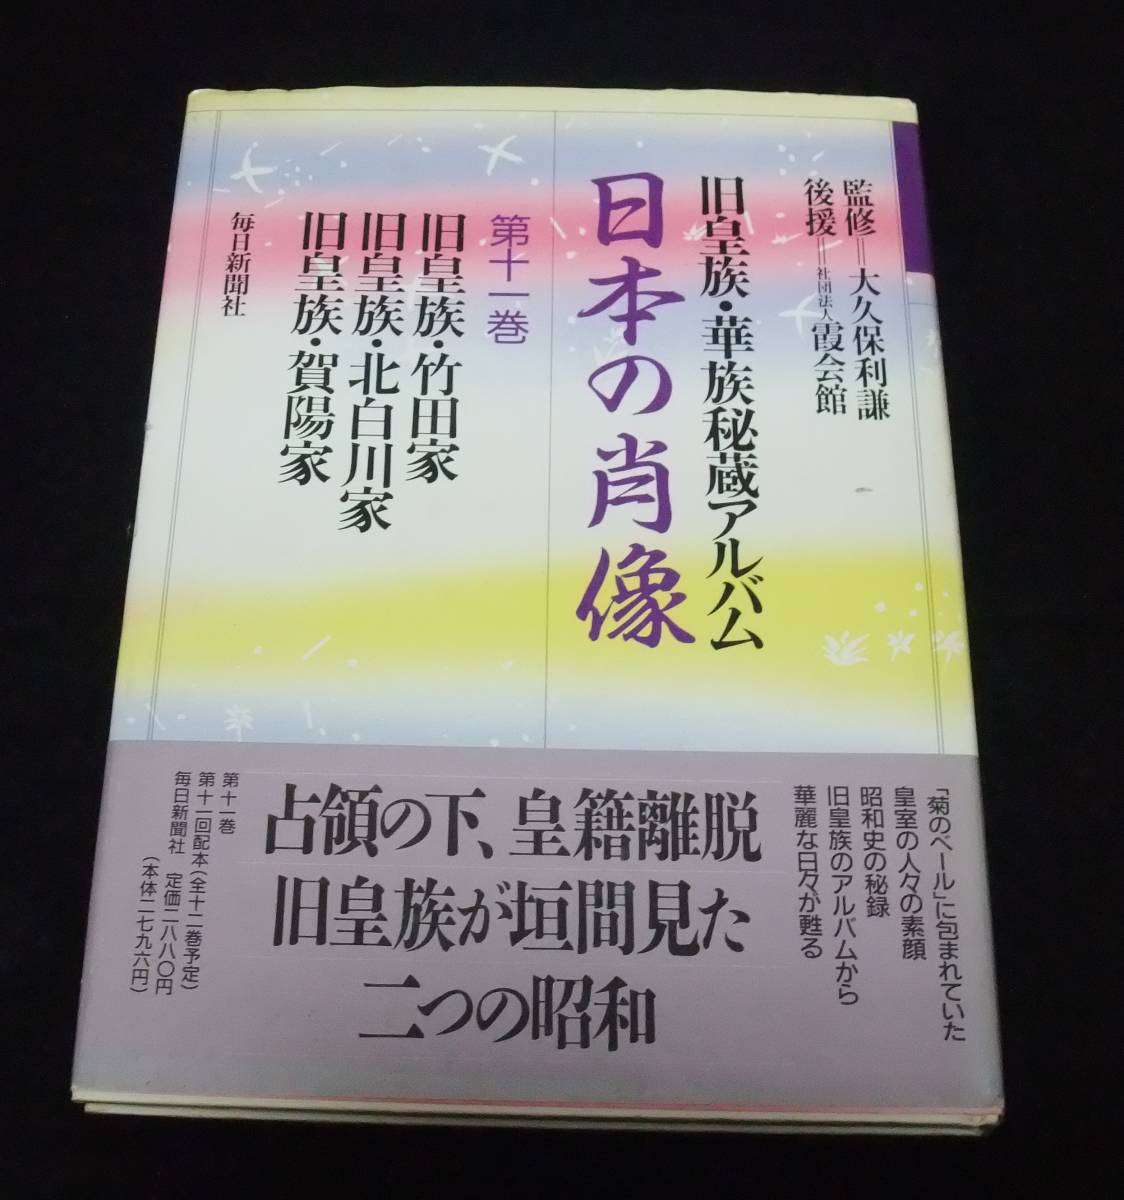 監修＝大久保利謙
後援＝社団法人霞会館
旧皇族・華族秘蔵アルバム
日本の肖像
第十一巻
旧皇族・竹田家
旧皇族・北白川家
旧皇族・賀陽家
毎日新聞社
「菊のベール」に包まれていた
皇室の人々の素顔
昭和史の秘録
旧皇族のアルバムから
華麗な日々が甦る
占領の下、皇籍離脱
旧皇族が垣間見た
二つの昭和
第十一巻
第十一回配本（全十二巻予定）
毎日新聞社 定価二八八〇円
（本体二七九六円）